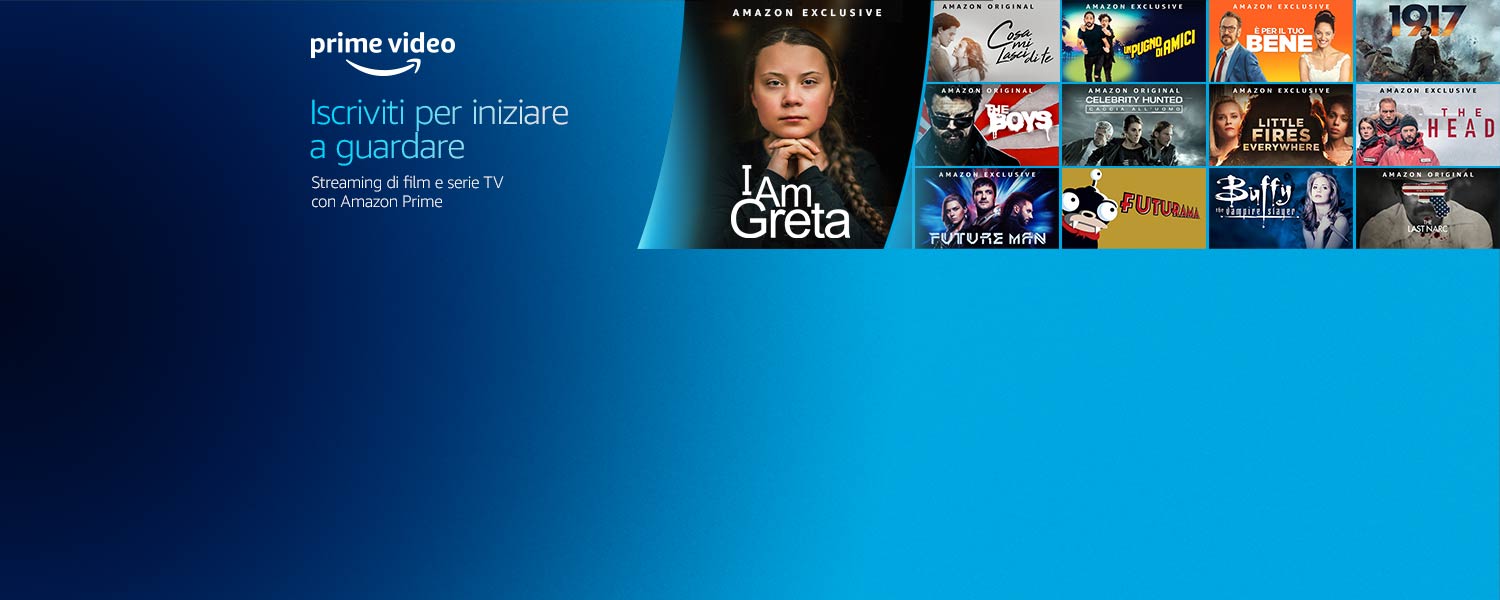 prime video
Iscriviti per iniziare
a guardare
Streaming di film e serie TV
con Amazon Prime
AMAZON EXCLUSIVE
I Am
Greta
AMAZON ORIGINAL
Cosa
mi
Lasci di te
AMAZON EXCLUSIVE
UN PUGNO DI AMICI
AMAZON EXCLUSIVE
È PER IL TUO
BENE
AMAZON EXCLUSIVE
1917
AMAZON ORIGINAL
THE
BOYS
AMAZON ORIGINAL
CELEBRITY HUNTED
CACCIA ALL'UOMO
AMAZON EXCLUSIVE
LITTLE
FIRES
EVERYWHERE
AMAZON EXCLUSIVE
THE
HEAD
AMAZON EXCLUSIVE
FUTURE MAN
FUTURAMA
Buffy
the vampire slayer
AMAZON ORIGINAL
THE
LAST NARC